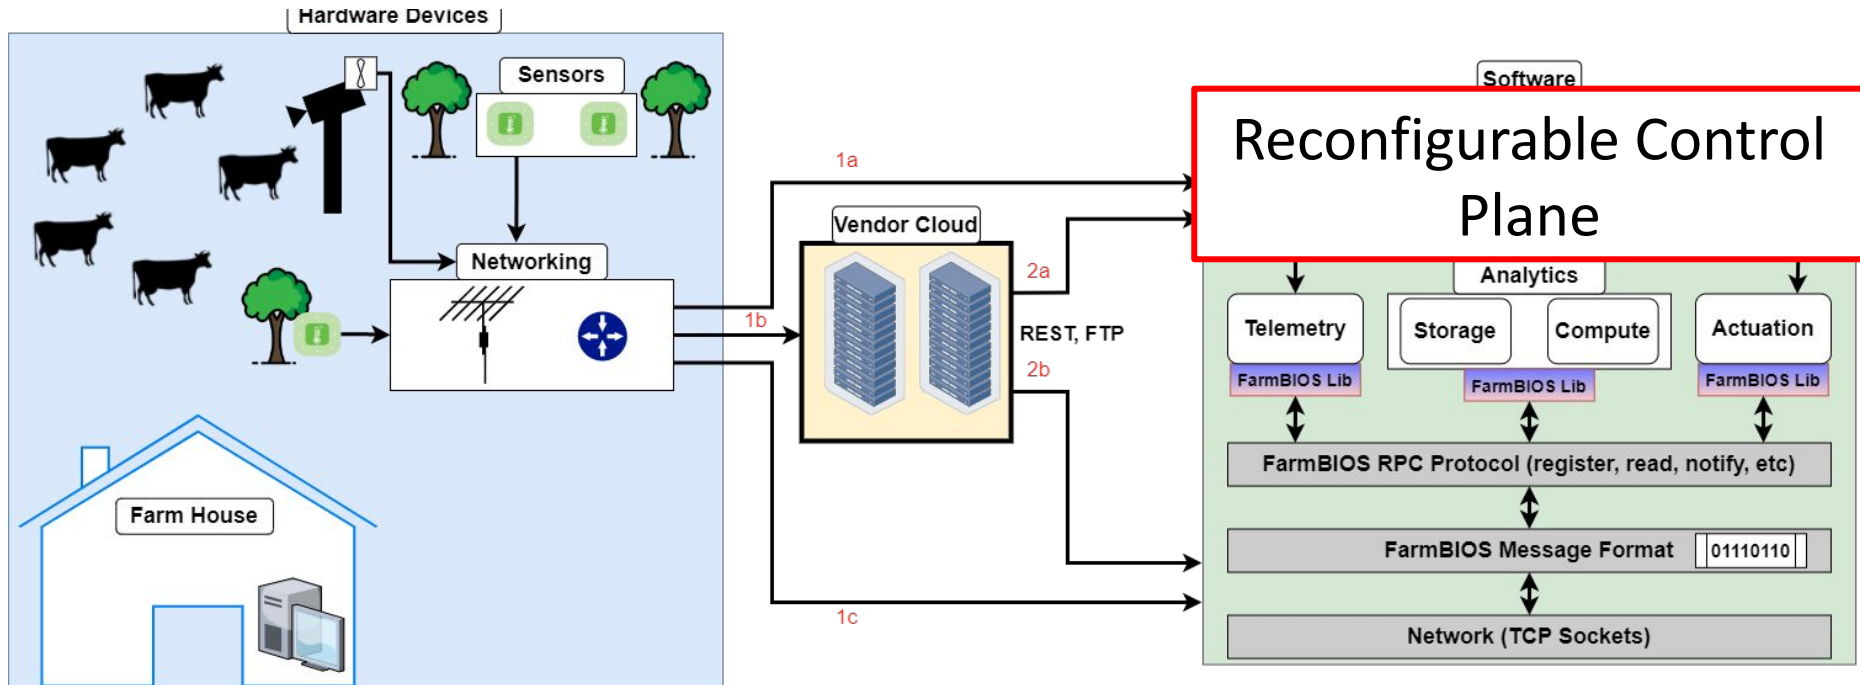 Hardware Devices
Sensors
Networking
Farm House
1a
1b
1c
Vendor Cloud
2a
REST, FTP
2b
Software
Reconfigurable Control
Plane
Analytics
Telemetry
Storage
Compute
Actuation
FarmBIOS Lib
FarmBIOS Lib
FarmBIOS Lib
FarmBIOS RPC Protocol (register, read, notify, etc)
FarmBIOS Message Format
01110110
Network (TCP Sockets)